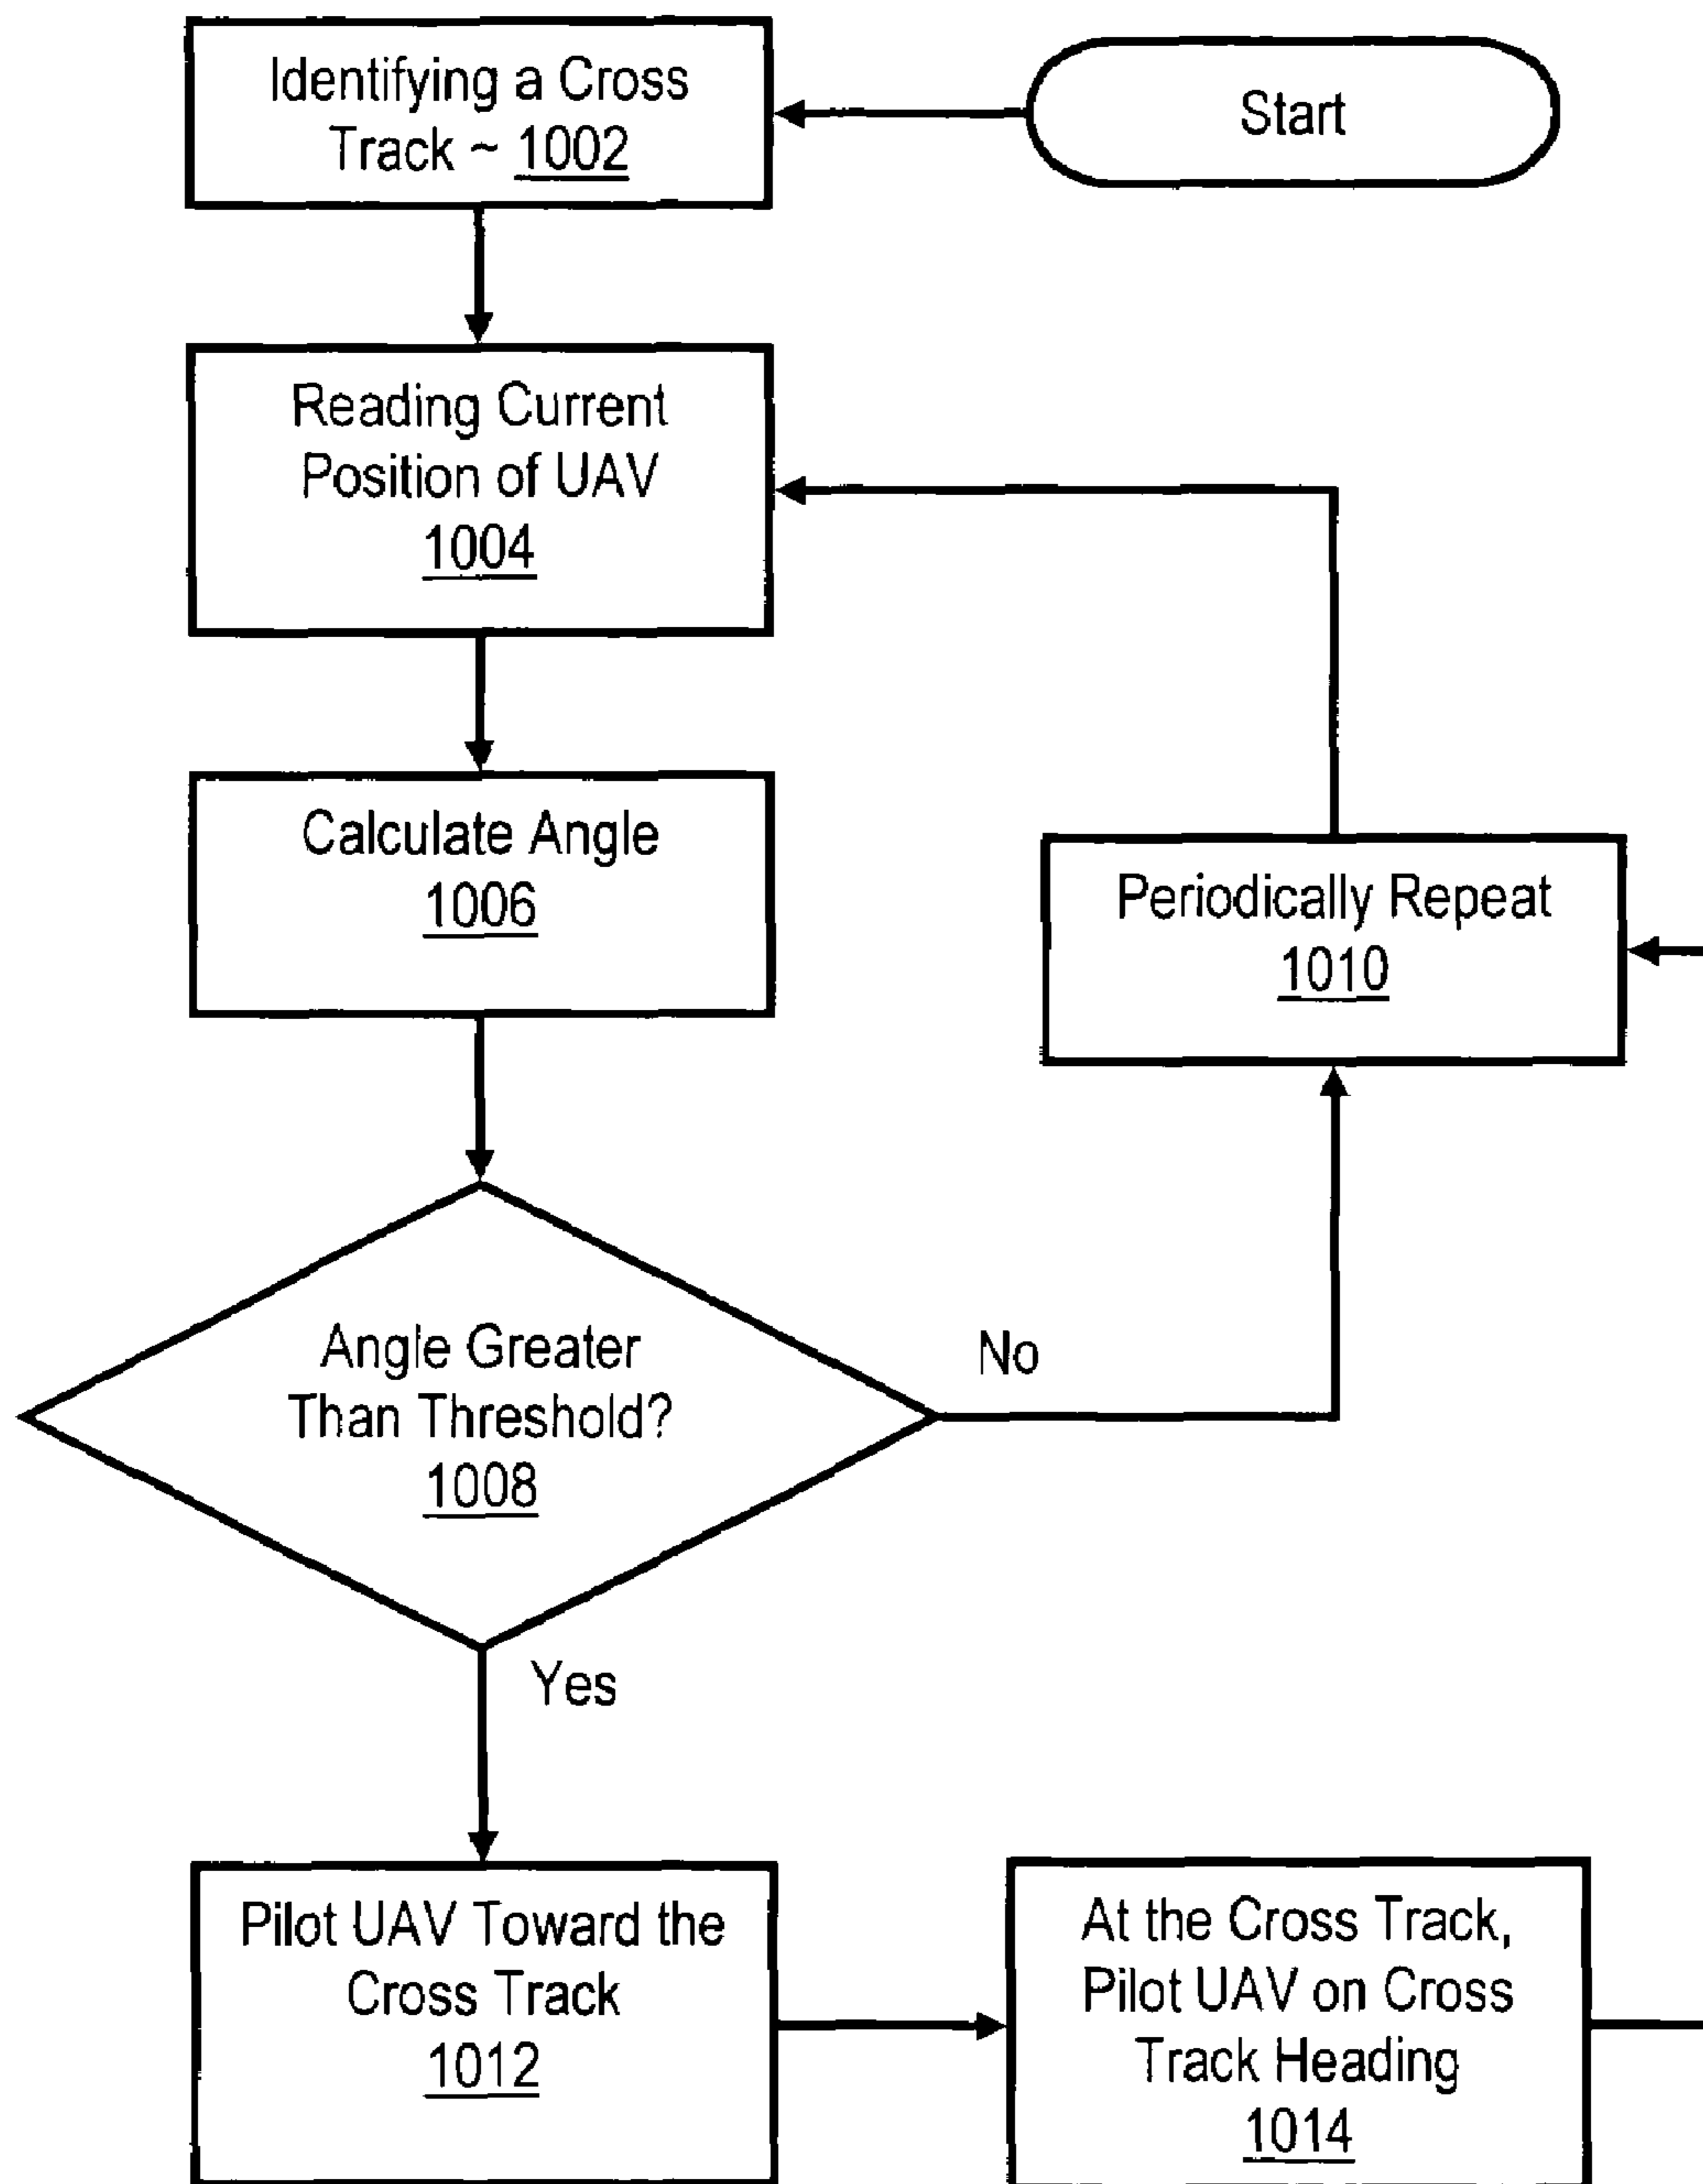 Start
Identifying a Cross
Track ~ 1002
Reading Current
Position of UAV
1004
Calculate Angle
1006
Periodically Repeat
1010
Angle Greater
Than Threshold?
1008
No
Yes
Pilot UAV Toward the
Cross Track
1012
At the Cross Track,
Pilot UAV on Cross
Track Heading
1014